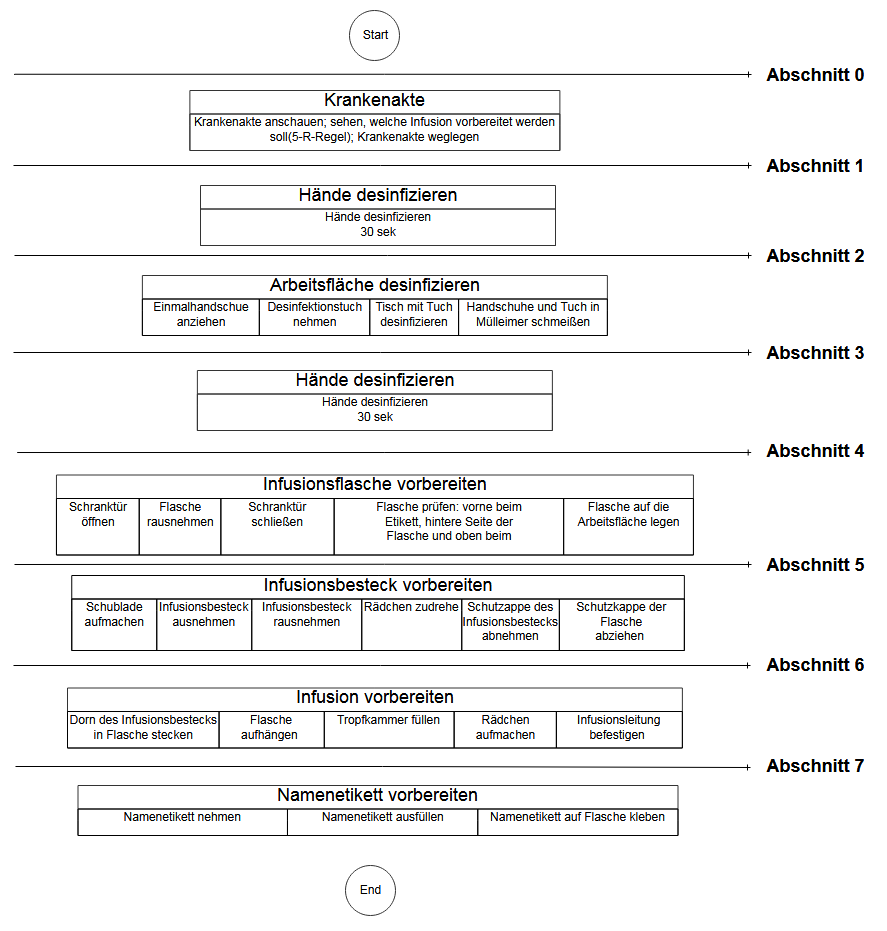 Start
Abschnitt 0
Krankenakte
Krankenakte anschauen; sehen, welche Infusion vorbereitet werden
soll(5-R-Regel); Krankenakte weglegen
Abschnitt 1
Hände desinfizieren
Hände desinfizieren
30 sek
Abschnitt 2
Arbeitsfläche desinfizieren
Einmalhandschue
anziehen
Desinfektionstuch
nehmen
Tisch mit Tuch
desinfizieren
Handschuhe und Tuch in
Mülleimer schmeißen
Abschnitt 3
Hände desinfizieren
Hände desinfizieren
30 sek
Abschnitt 4
Infusionsflasche vorbereiten
Schranktür
öffnen
Flasche
rausnehmen
Schranktür
schließen
Flasche prüfen: vorne beim
Etikett, hintere Seite der
Flasche und oben beim
Flasche auf die
Arbeitsfläche legen
Abschnitt 5
Infusionsbesteck vorbereiten
Schublade
aufmachen
Infusionsbesteck
ausnehmen
Infusionsbesteck
rausnehmen
Rädchen zudrehe
Schutzappe des
Infusionsbestecks
abnehmen
Schutzkappe der
Flasche
abziehen
Abschnitt 6
Infusion vorbereiten
Dorn des Infusionsbestecks
in Flasche stecken
Flasche
aufhängen
Tropfkammer füllen
Rädchen
aufmachen
Infusionsleitung
befestigen
Abschnitt 7
Namenetikett vorbereiten
Namenetikett nehmen
Namenetikett ausfüllen
Namenetikett auf Flasche kleben
End